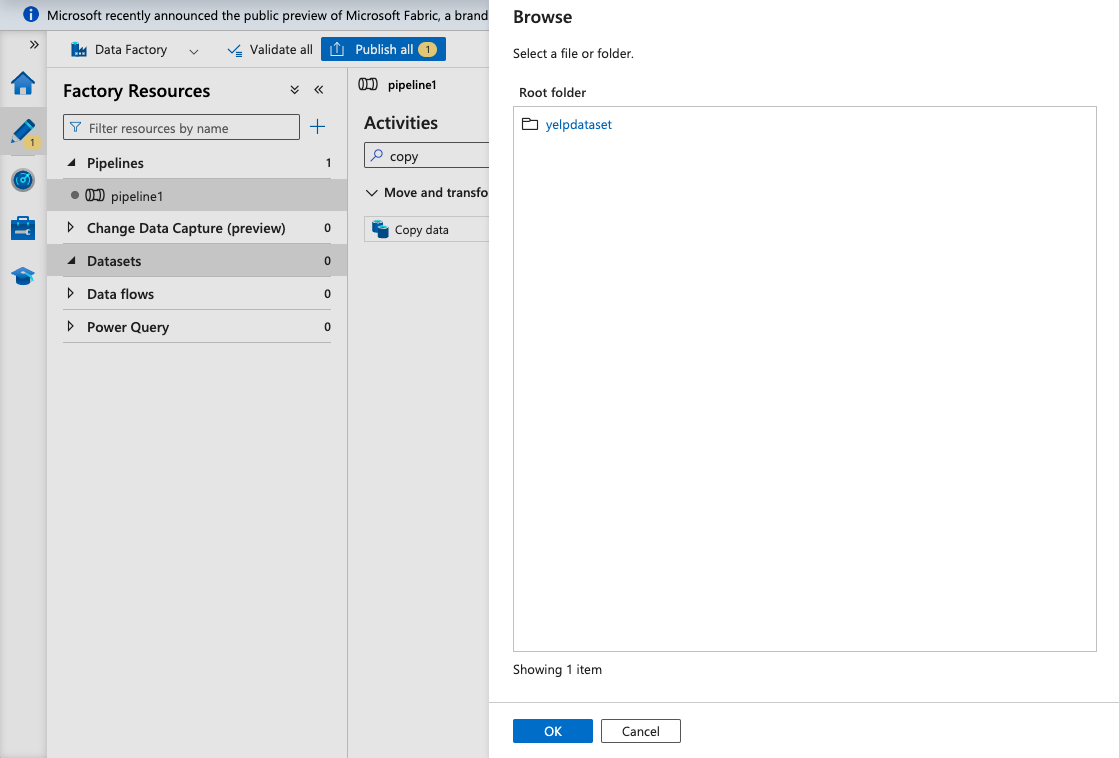 Microsoft recently announced the public preview of Microsoft Fabric, a brand
Data Factory
Validate all
Publish all 1
1
Factory Resources
Filter resources by name
Pipelines 1
pipeline1
Change Data Capture (preview) 0
Datasets 0
Data flows 0
Power Query 0
pipeline1
Activities
copy
Move and transfo
Copy data
Browse
Select a file or folder.
Root folder
yelpdataset
Showing 1 item
OK
Cancel